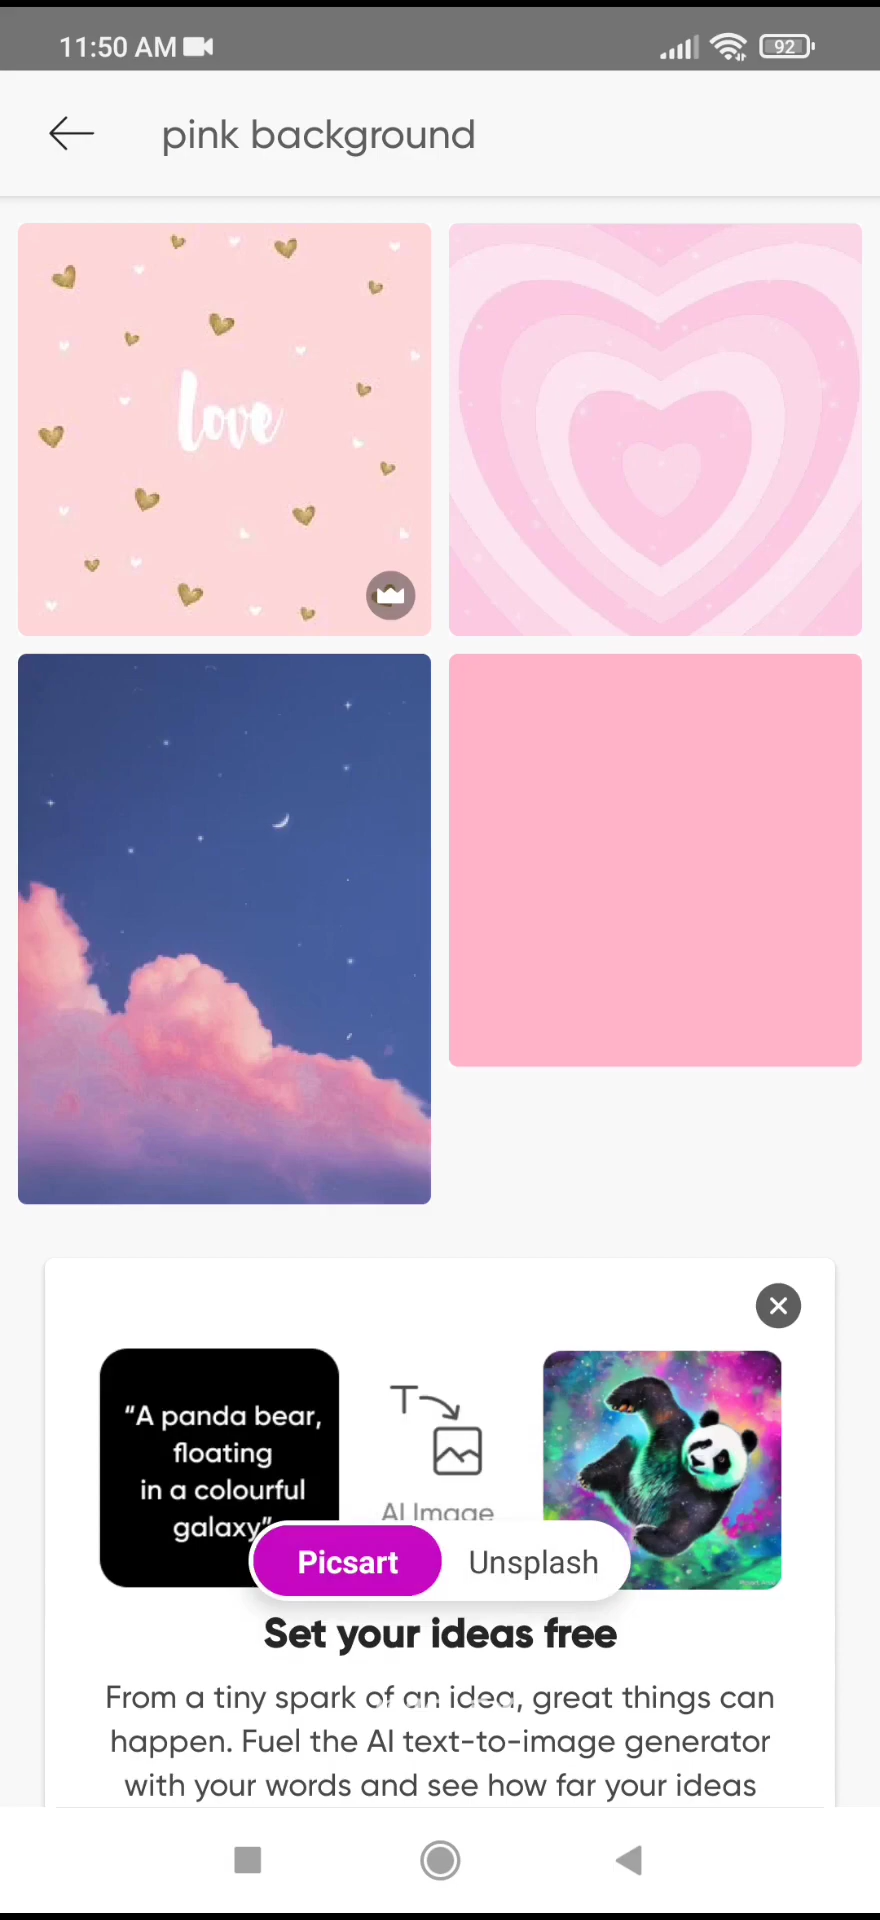 11:50 AM
92
pink background
love
“A panda bear,
floating
in a colourful
galaxy”
AI Image
Picsart
Unsplash
Set your ideas free
From a tiny spark of an idea, great things can
happen. Fuel the AI text-to-image generator
with your words and see how far your ideas